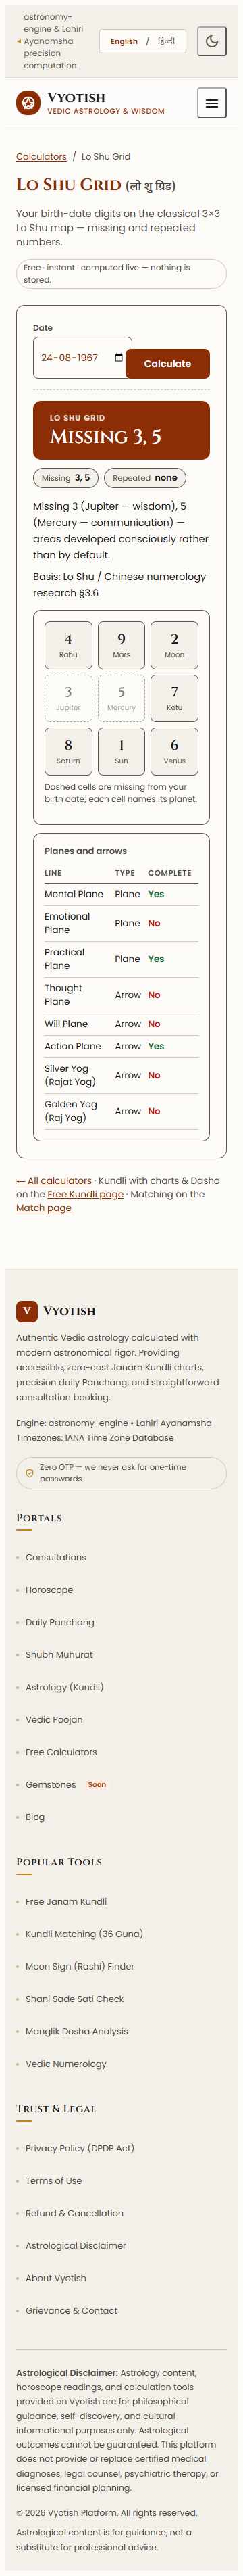 astronomy-
engine & Lahiri
Ayanamsha
precision
computation
English / हिन्दी
Vyotish
VEDIC ASTROLOGY & WISDOM
Calculators / Lo Shu Grid
Lo Shu Grid (लो शु ग्रिड)
Your birth-date digits on the classical 3×3
Lo Shu map — missing and repeated
numbers.
Free · instant · computed live — nothing is
stored.
Date
24-08-1967
Calculate
LO SHU GRID
Missing 3, 5
Missing 3, 5
Repeated none
Missing 3 (Jupiter — wisdom), 5
(Mercury — communication) —
areas developed consciously rather
than by default.
Basis: Lo Shu / Chinese numerology
research §3.6
4 9 2
Rahu Mars Moon
3 5 7
Jupiter Mercury Ketu
8 1 6
Saturn Sun Venus
Dashed cells are missing from your
birth date; each cell names its planet.
Planes and arrows
LINE TYPE COMPLETE
Mental Plane Plane Yes
Emotional
Plane Plane No
Practical
Plane Plane Yes
Thought
Plane Arrow No
Will Plane Arrow No
Action Plane Arrow Yes
Silver Yog
(Rajat Yog) Arrow No
Golden Yog
(Raj Yog) Arrow No
← All calculators · Kundli with charts & Dasha
on the Free Kundli page · Matching on the
Match page
V Vyotish
Authentic Vedic astrology calculated with
modern astronomical rigor. Providing
accessible, zero-cost Janam Kundli charts,
precision daily Panchang, and straightforward
consultation booking.
Engine: astronomy-engine • Lahiri Ayanamsa
Timezones: IANA Time Zone Database
Zero OTP — we never ask for one-time
passwords
Portals
Consultations
Horoscope
Daily Panchang
Shubh Muhurat
Astrology (Kundli)
Vedic Poojan
Free Calculators
Gemstones Soon
Blog
Popular Tools
Free Janam Kundli
Kundli Matching (36 Guna)
Moon Sign (Rashi) Finder
Shani Sade Sati Check
Manglik Dosha Analysis
Vedic Numerology
Trust & Legal
Privacy Policy (DPDP Act)
Terms of Use
Refund & Cancellation
Astrological Disclaimer
About Vyotish
Grievance & Contact
Astrological Disclaimer: Astrology content,
horoscope readings, and calculation tools
provided on Vyotish are for philosophical
guidance, self-discovery, and cultural
informational purposes only. Astrological
outcomes cannot be guaranteed. This platform
does not provide or replace certified medical
diagnoses, legal counsel, psychiatric therapy, or
licensed financial planning.
© 2026 Vyotish Platform. All rights reserved.
Astrological content is for guidance, not a
substitute for professional advice.